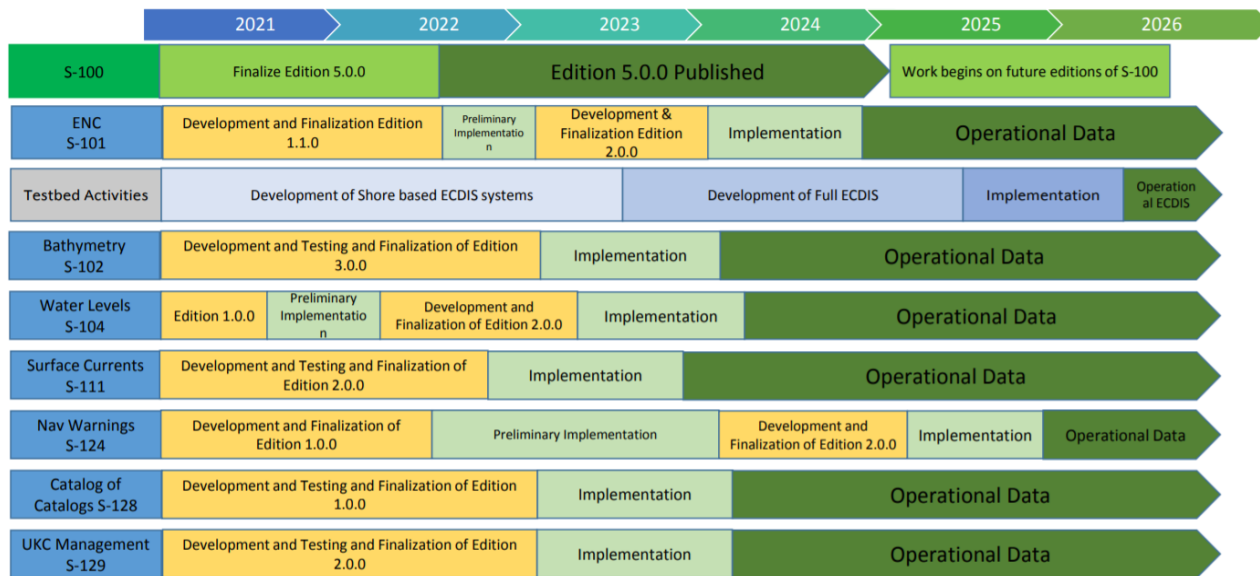 2021
2022
2023
2024
2025
2026
S-100
Finalize Edition 5.0.0
Edition 5.0.0 Published
Work begins on future editions of S-100
ENC
S-101
Development and Finalization Edition
1.1.0
Preliminary
Implementatio
n
Development &
Finalization Edition
2.0.0
Implementation
Operational Data
Testbed Activities
Development of Shore based ECDIS systems
Development of Full ECDIS
Implementation
Operation
al ECDIS
Bathymetry
S-102
Development and Testing and Finalization of Edition
3.0.0
Implementation
Operational Data
Water Levels
S-104
Edition 1.0.0
Preliminary
Implementatio
n
Development and
Finalization of Edition 2.0.0
Implementation
Operational Data
Surface Currents
S-111
Development and Testing and Finalization of
Edition 2.0.0
Implementation
Operational Data
Nav Warnings
S-124
Development and Finalization of
Edition 1.0.0
Preliminary Implementation
Development and
Finalization of Edition 2.0.0
Implementation
Operational Data
Catalog of
Catalogs S-128
Development and Testing and Finalization of Edition
1.0.0
Implementation
Operational Data
UKC Management
S-129
Development and Testing and Finalization of Edition
2.0.0
Implementation
Operational Data